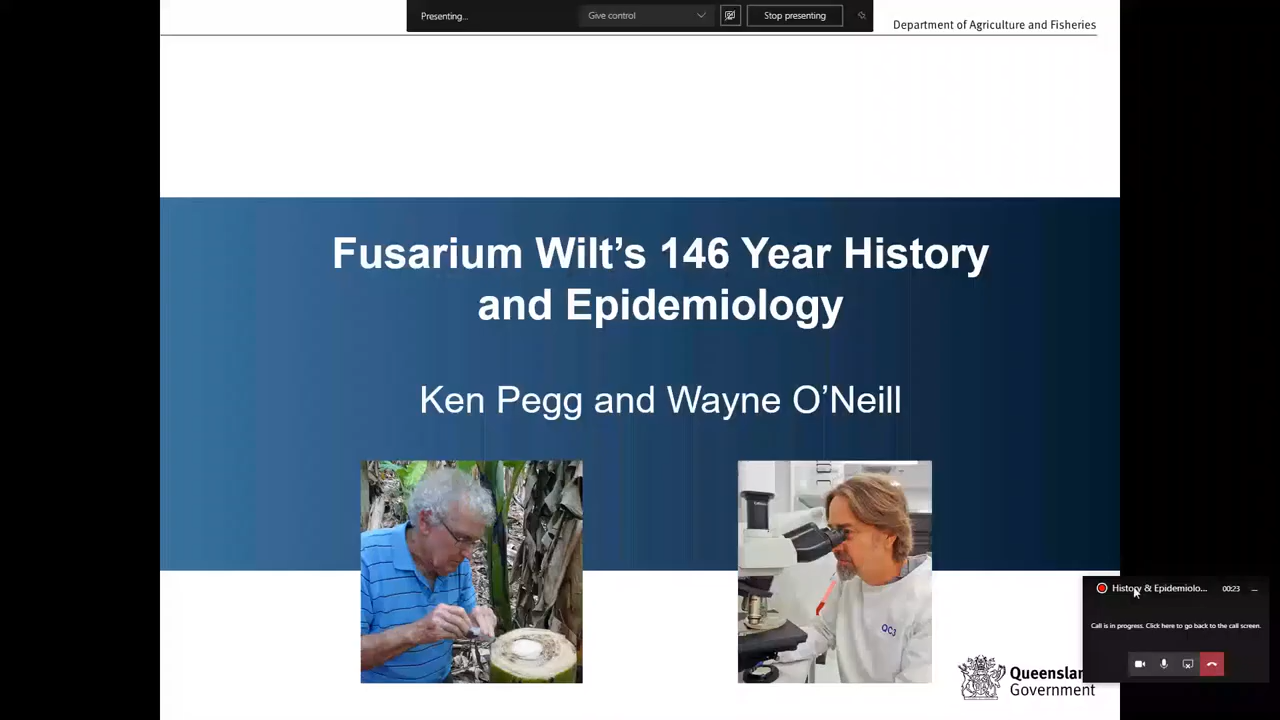 Presenting...
Give control
Stop presenting
Department of Agriculture and Fisheries
Fusarium Wilt's 146 Year History
and Epidemiology
Ken Pegg and Wayne O'Neill
QCJ
History & Epidemiolo...
00:23
Call is in progress. Click here to go back to the call screen.
Queenslan
Government